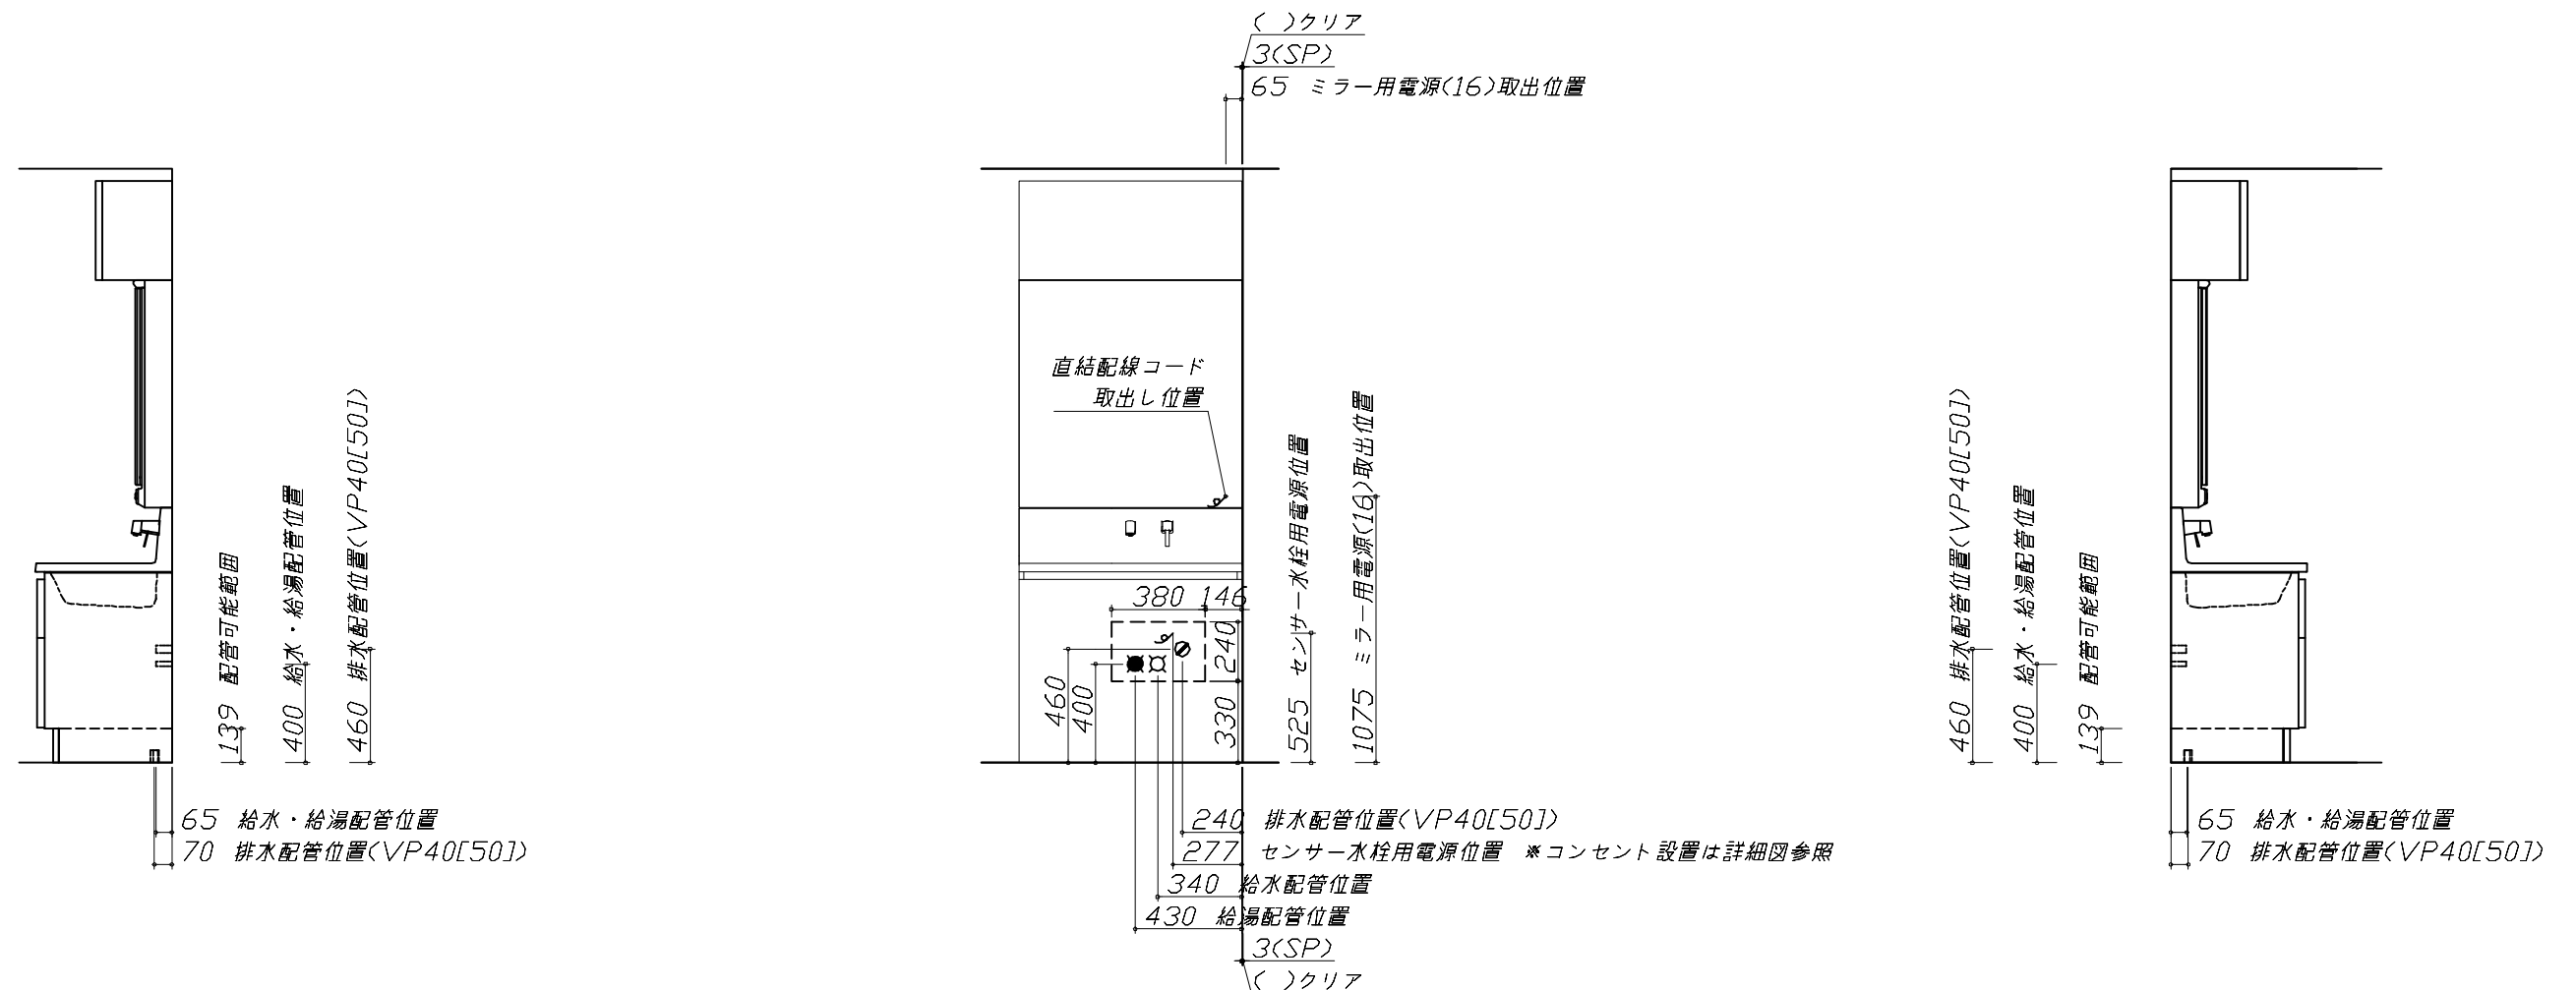 ( )クリア
3(SP)
65 ミラー用電源(16)取出位置
直結配線コード
取出し位置
139 配管可能範囲
400 給水・給湯配管位置
460 排水配管位置(VP40[50])
65 給水・給湯配管位置
70 排水配管位置(VP40[50])
380 146
240
330
460
400
525 センサー水栓用電源位置
1075 ミラー用電源(16)取出位置
240 排水配管位置(VP40[50])
277 センサー水栓用電源位置 ※コンセント設置は詳細図参照
340 給水配管位置
430 給湯配管位置
3(SP)
( )クリア
460 排水配管位置(VP40[50])
400 給水・給湯配管位置
139 配管可能範囲
65 給水・給湯配管位置
70 排水配管位置(VP40[50])